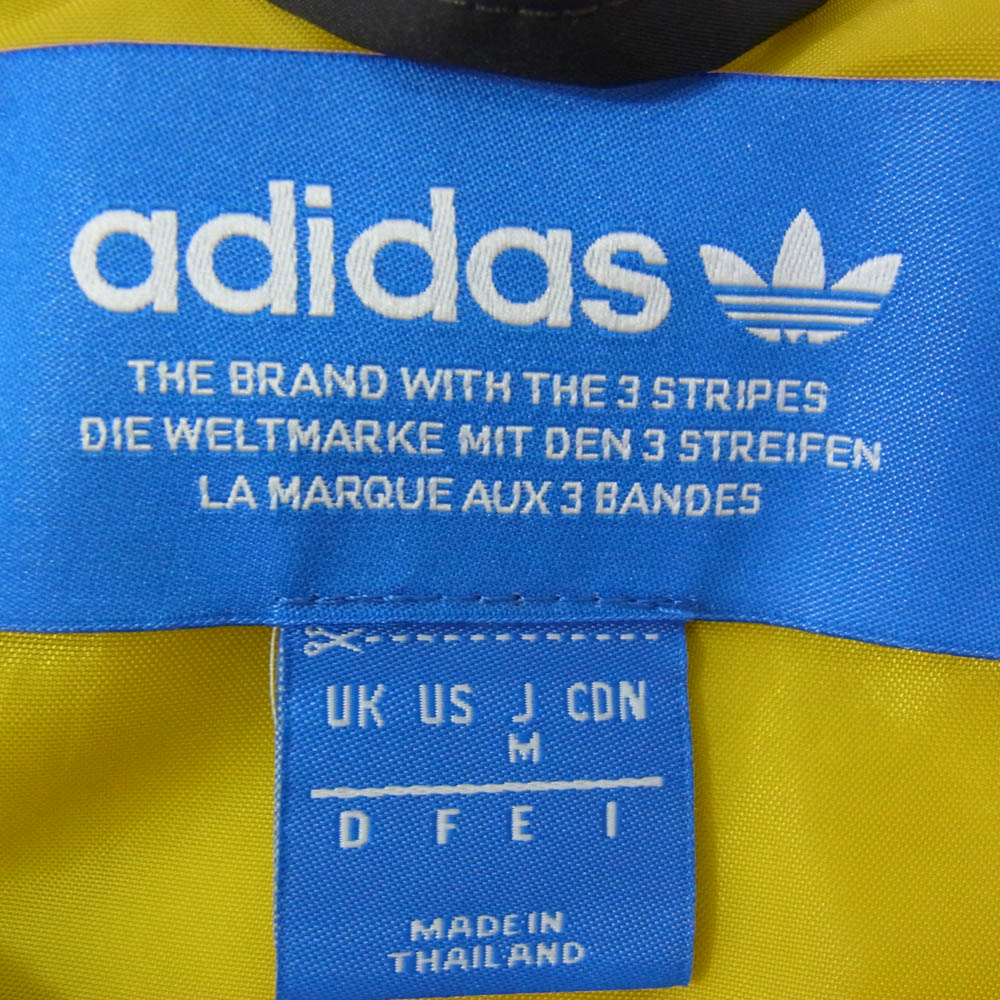 adidas
THE BRAND WITH THE 3 STRIPES
DIE WELTMARKE MIT DEN 3 STREIFEN
LA MARQUE AUX 3 BANDES
UK US J CDN
M
D F E I
MADE IN
THAILAND